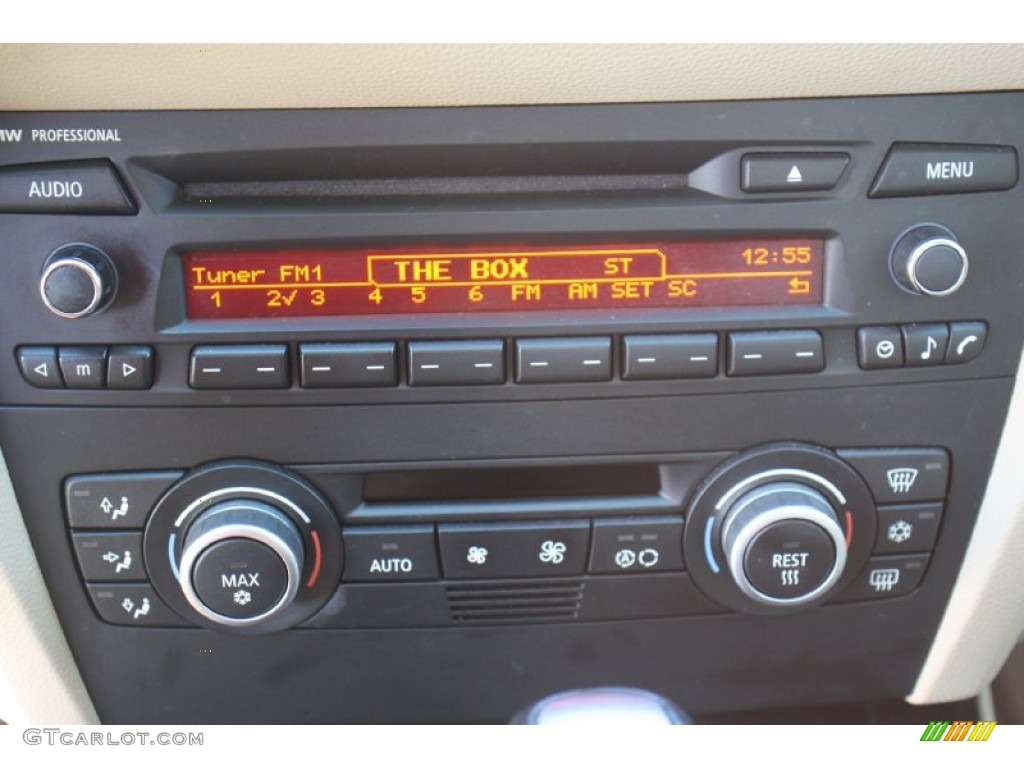 MW PROFESSIONAL
AUDIO
MENU
Tuner FM1 THE BOX ST 12:55
1 2✓ 3 4 5 6 FM AM SET SC
m
AUTO
MAX
REST
GTCARLOT.COM